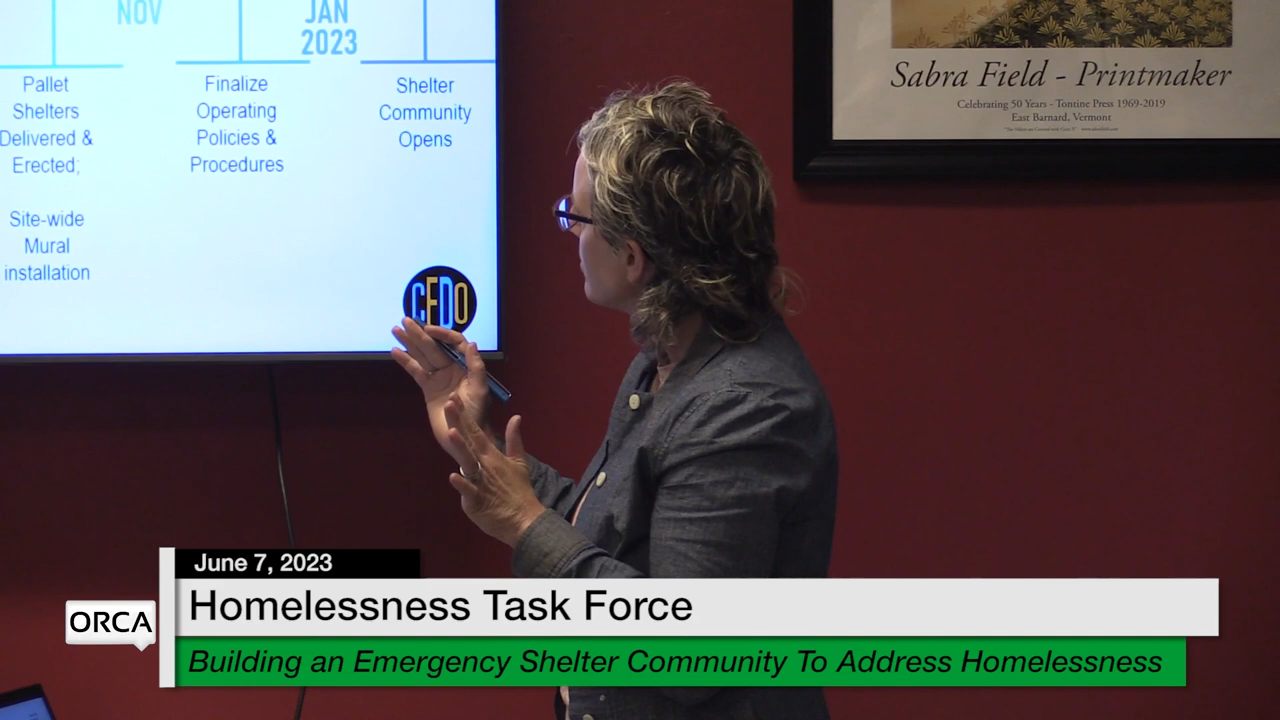 NOV
JAN
2023
Pallet
Shelters
Delivered &
Erected;
Site-wide
Mural
installation
Finalize
Operating
Policies &
Procedures
Shelter
Community
Opens
CEDO
Sabra Field - Printmaker
Celebrating 50 Years - Tontine Press 1969-2019
East Barnard, Vermont
June 7, 2023
Homelessness Task Force
ORCA
Building an Emergency Shelter Community To Address Homelessness